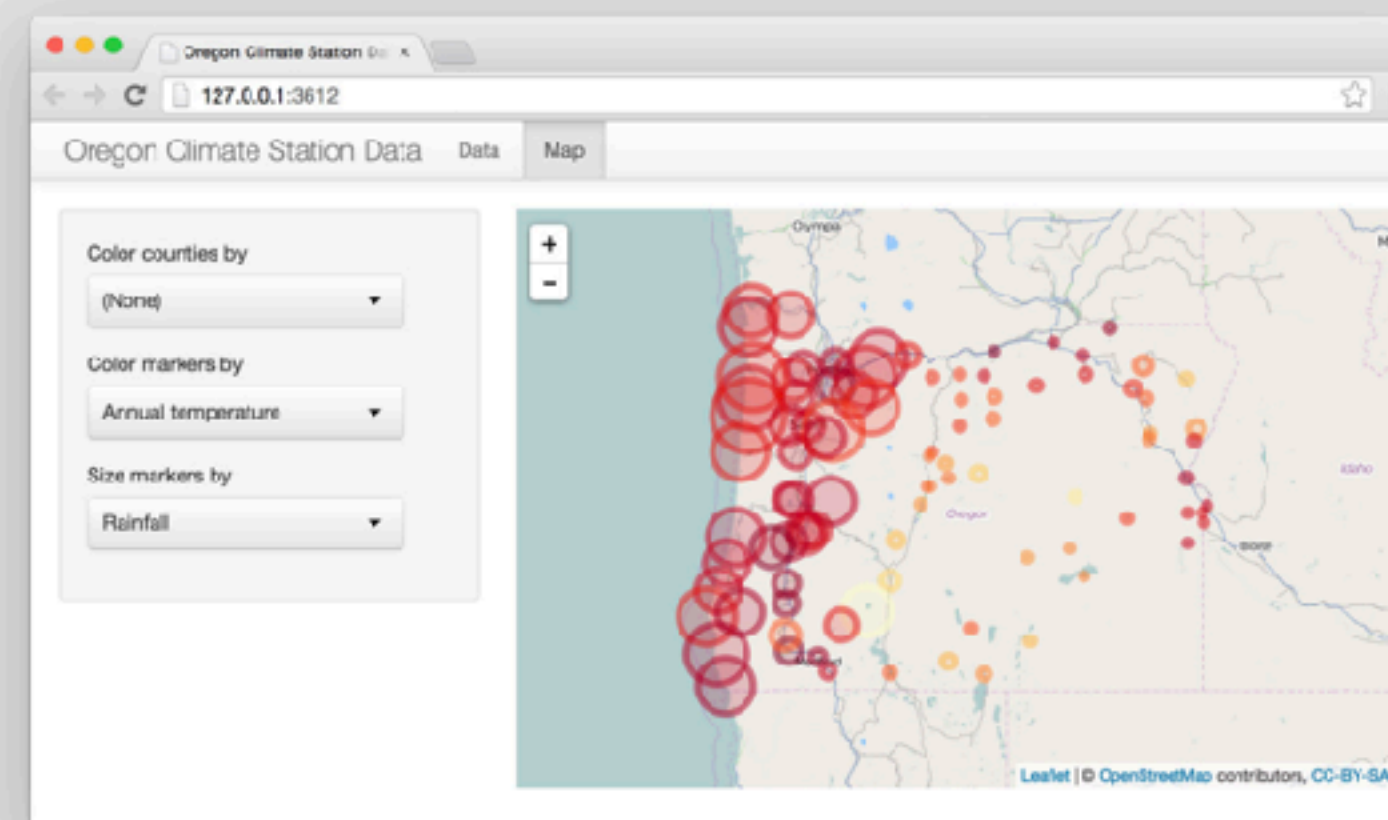 Oregon Climate Station Da
127.0.0.1:3612
Oregon Climate Station Data Data Map
Color counties by
(None)
Color markers by
Annual temperature
Size markers by
Rainfall
+
-
Olympia
M
Idaho
Oregon
BOISE
Leaflet | © OpenStreetMap contributors, CC-BY-SA